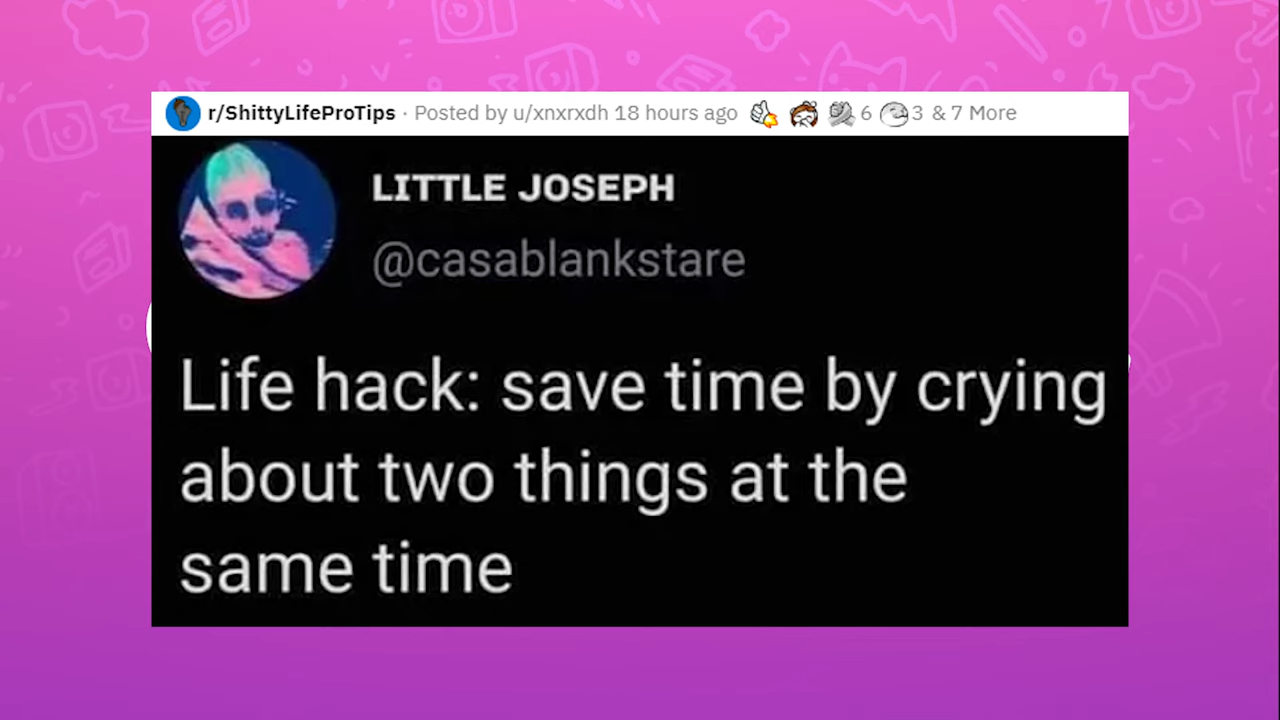 r/ShittyLifeProTips · Posted by u/xnxrxdh 18 hours ago 6 3 & 7 More
LITTLE JOSEPH
@casablankstare
Life hack: save time by crying
about two things at the
same time